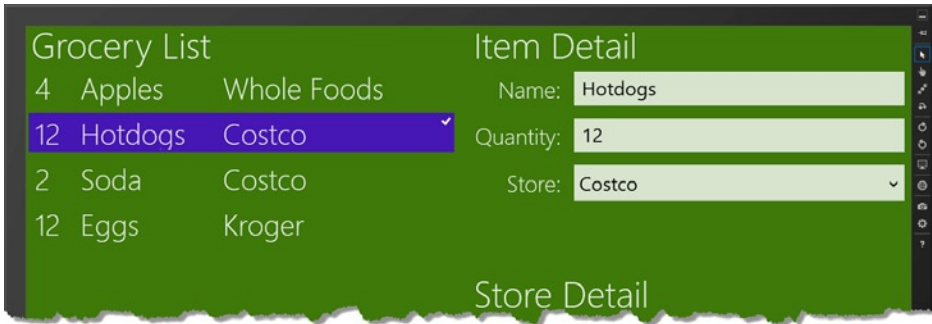 Grocery List
4 Apples Whole Foods
12 Hotdogs Costco
2 Soda Costco
12 Eggs Kroger
Item Detail
Name: Hotdogs
Quantity: 12
Store: Costco
Store Detail
?